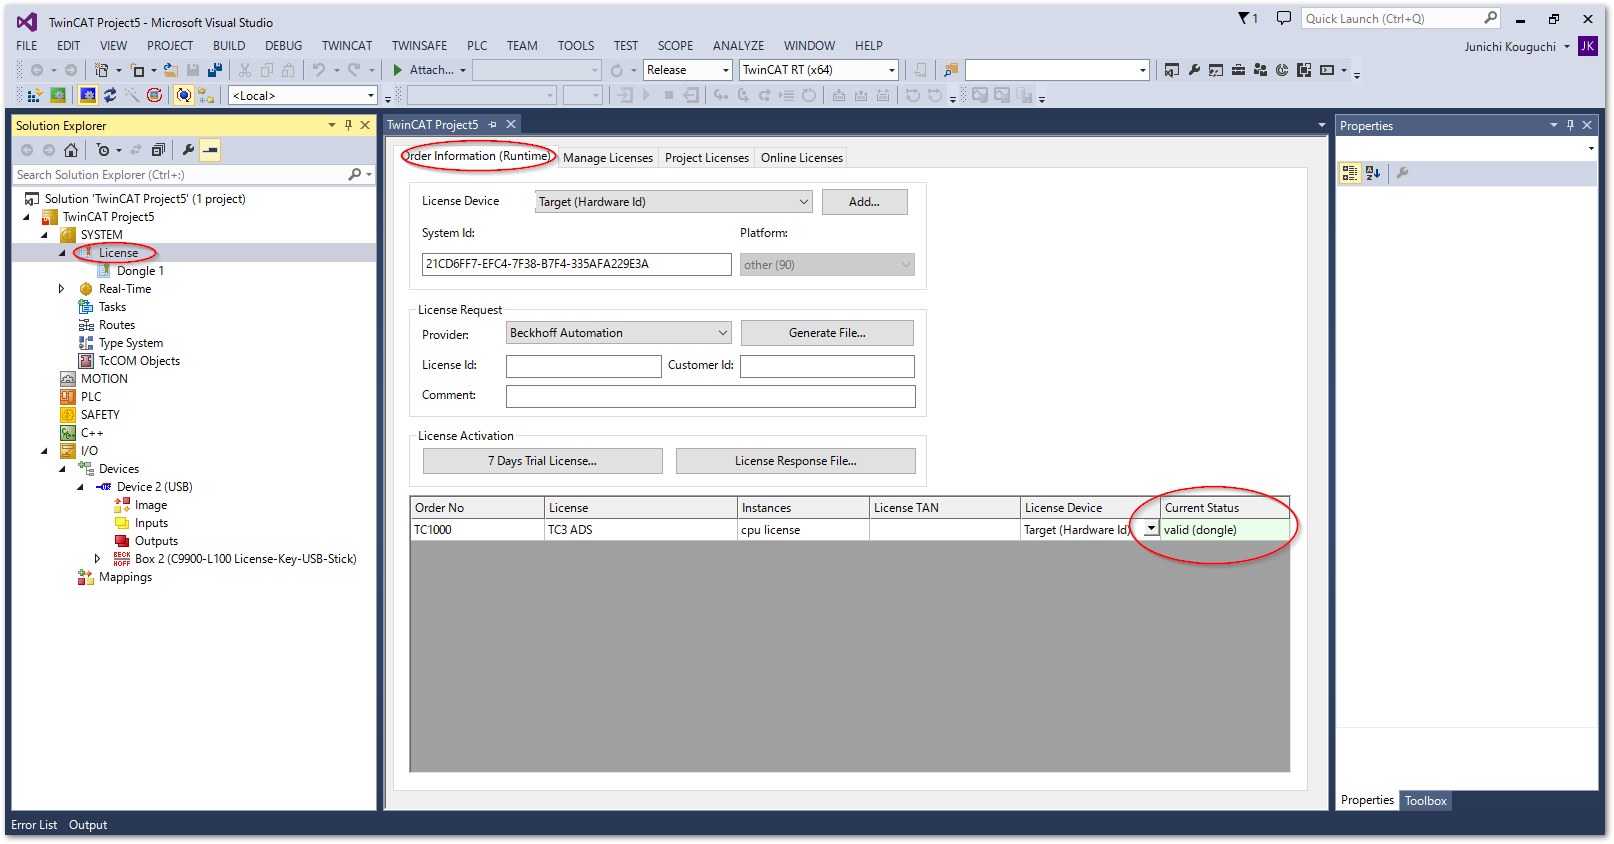 TwinCAT Project5 - Microsoft Visual Studio
1
Quick Launch (Ctrl+Q)
FILE EDIT VIEW PROJECT BUILD DEBUG TWINCAT TWINSAFE PLC TEAM TOOLS TEST SCOPE ANALYZE WINDOW HELP
Junichi Kouguchi JK
Attach... Release TwinCAT RT (x64)
<Local>
Solution Explorer
Search Solution Explorer (Ctrl+:)
Solution 'TwinCAT Project5' (1 project)
TwinCAT Project5
SYSTEM
License
Dongle 1
Real-Time
Tasks
Routes
Type System
TcCOM Objects
MOTION
PLC
SAFETY
C++
I/O
Devices
Device 2 (USB)
Image
Inputs
Outputs
BECK
HOFF
Box 2 (C9900-L100 License-Key-USB-Stick)
Mappings
TwinCAT Project5
Order Information (Runtime) Manage Licenses Project Licenses Online Licenses
License Device Target (Hardware Id) Add...
System Id: Platform:
21CD6FF7-EFC4-7F38-B7F4-335AFA229E3A other (90)
License Request
Provider: Beckhoff Automation Generate File...
License Id: Customer Id:
Comment:
License Activation
7 Days Trial License... License Response File...
Order No License Instances License TAN License Device Current Status
TC1000 TC3 ADS cpu license Target (Hardware Id) valid (dongle)
Properties
Properties Toolbox
Error List Output